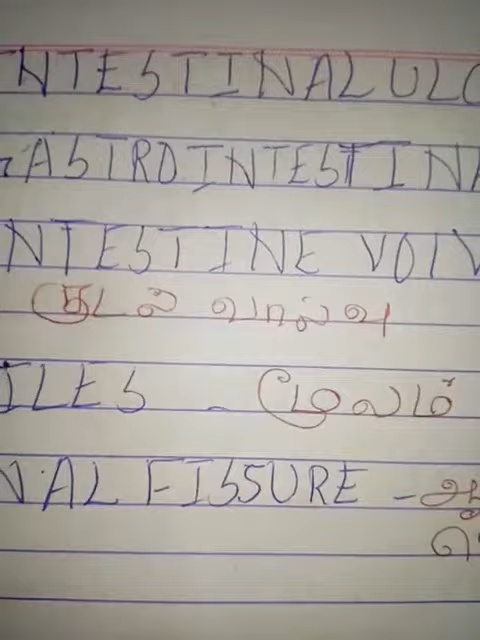 NTESTINAL ULC
GASTROINTESTINA
NTESTINE VOLV
குடல் வால்வு
ILES - மூலம்
NAL FISSURE -